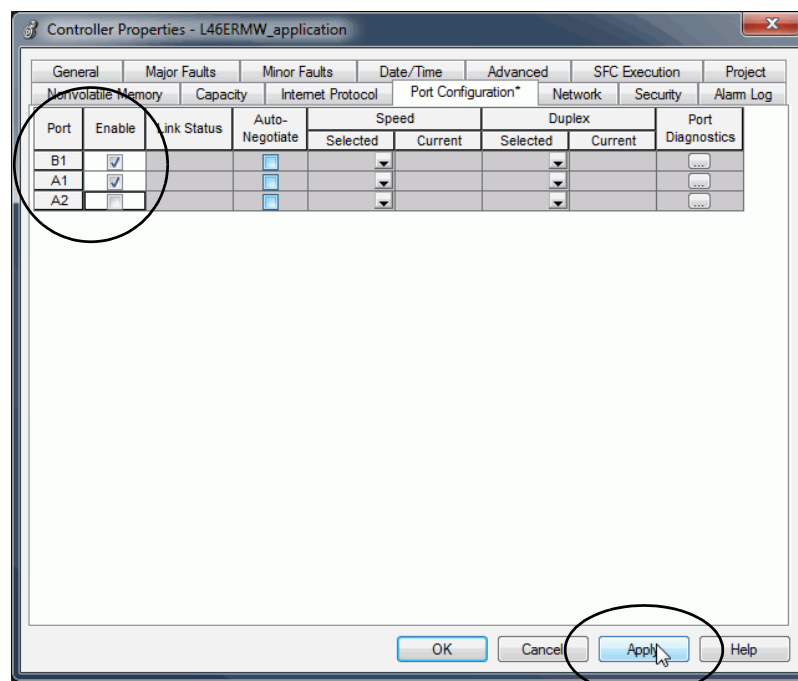 Controller Properties - L46ERMW_application
General Major Faults Minor Faults Date/Time Advanced SFC Execution Project
Nonvolatile Memory Capacity Internet Protocol Port Configuration* Network Security Alarm Log
Port Enable Link Status Auto-Negotiate Speed Duplex Port Diagnostics
Selected Current Selected Current
B1 ...
A1 ...
A2 ...
OK Cancel Apply Help